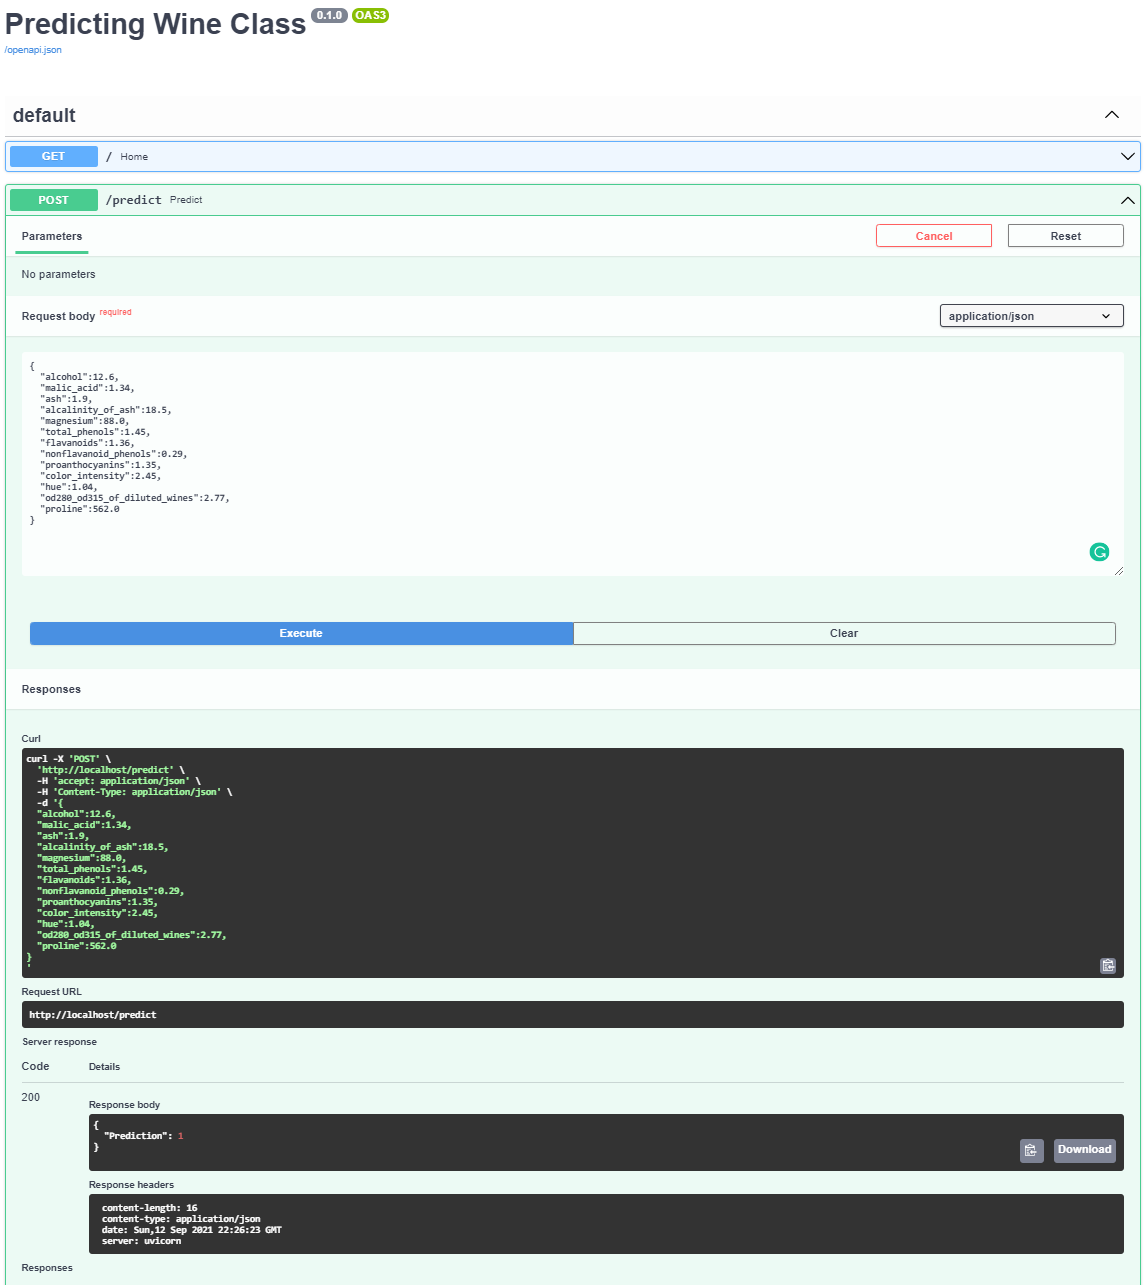 Predicting Wine Class 0.1.0 OAS3
/openapi.json
default
GET / Home
POST /predict Predict
Parameters Cancel Reset
No parameters
Request body required application/json
{
"alcohol":12.6,
"malic_acid":1.34,
"ash":1.9,
"alcalinity_of_ash":18.5,
"magnesium":88.0,
"total_phenols":1.45,
"flavanoids":1.36,
"nonflavanoid_phenols":0.29,
"proanthocyanins":1.35,
"color_intensity":2.45,
"hue":1.04,
"od280_od315_of_diluted_wines":2.77,
"proline":562.0
}
Execute Clear
Responses
Curl
curl -X 'POST' \
'http://localhost/predict' \
-H 'accept: application/json' \
-H 'Content-Type: application/json' \
-d '{
"alcohol":12.6,
"malic_acid":1.34,
"ash":1.9,
"alcalinity_of_ash":18.5,
"magnesium":88.0,
"total_phenols":1.45,
"flavanoids":1.36,
"nonflavanoid_phenols":0.29,
"proanthocyanins":1.35,
"color_intensity":2.45,
"hue":1.04,
"od280_od315_of_diluted_wines":2.77,
"proline":562.0
}
'
Request URL
http://localhost/predict
Server response
Code Details
200
Response body
{
"Prediction": 1
}
Download
Response headers
content-length: 16
content-type: application/json
date: Sun,12 Sep 2021 22:26:23 GMT
server: uvicorn
Responses